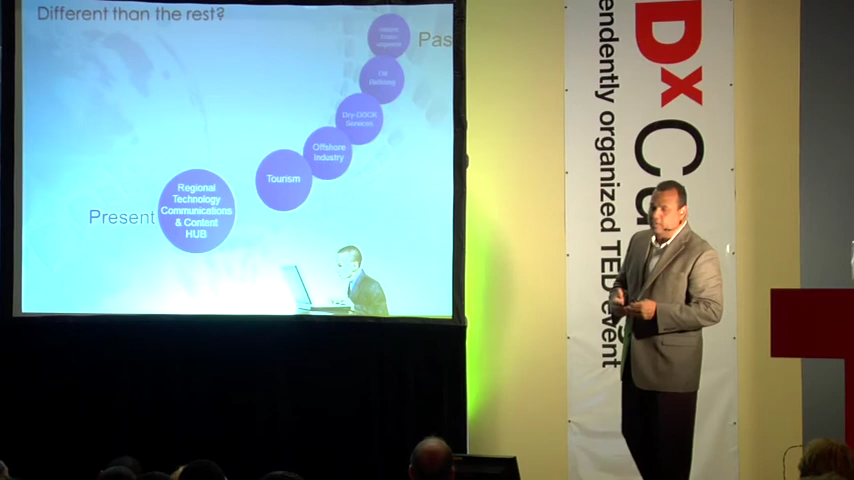 Different than the rest?
Pas
Oil
Refining
Dry-DOCK
Services
Offshore
Industry
Tourism
Regional
Technology
Communications
& Content
HUB
Present
Dx Cu
endently organized TED event